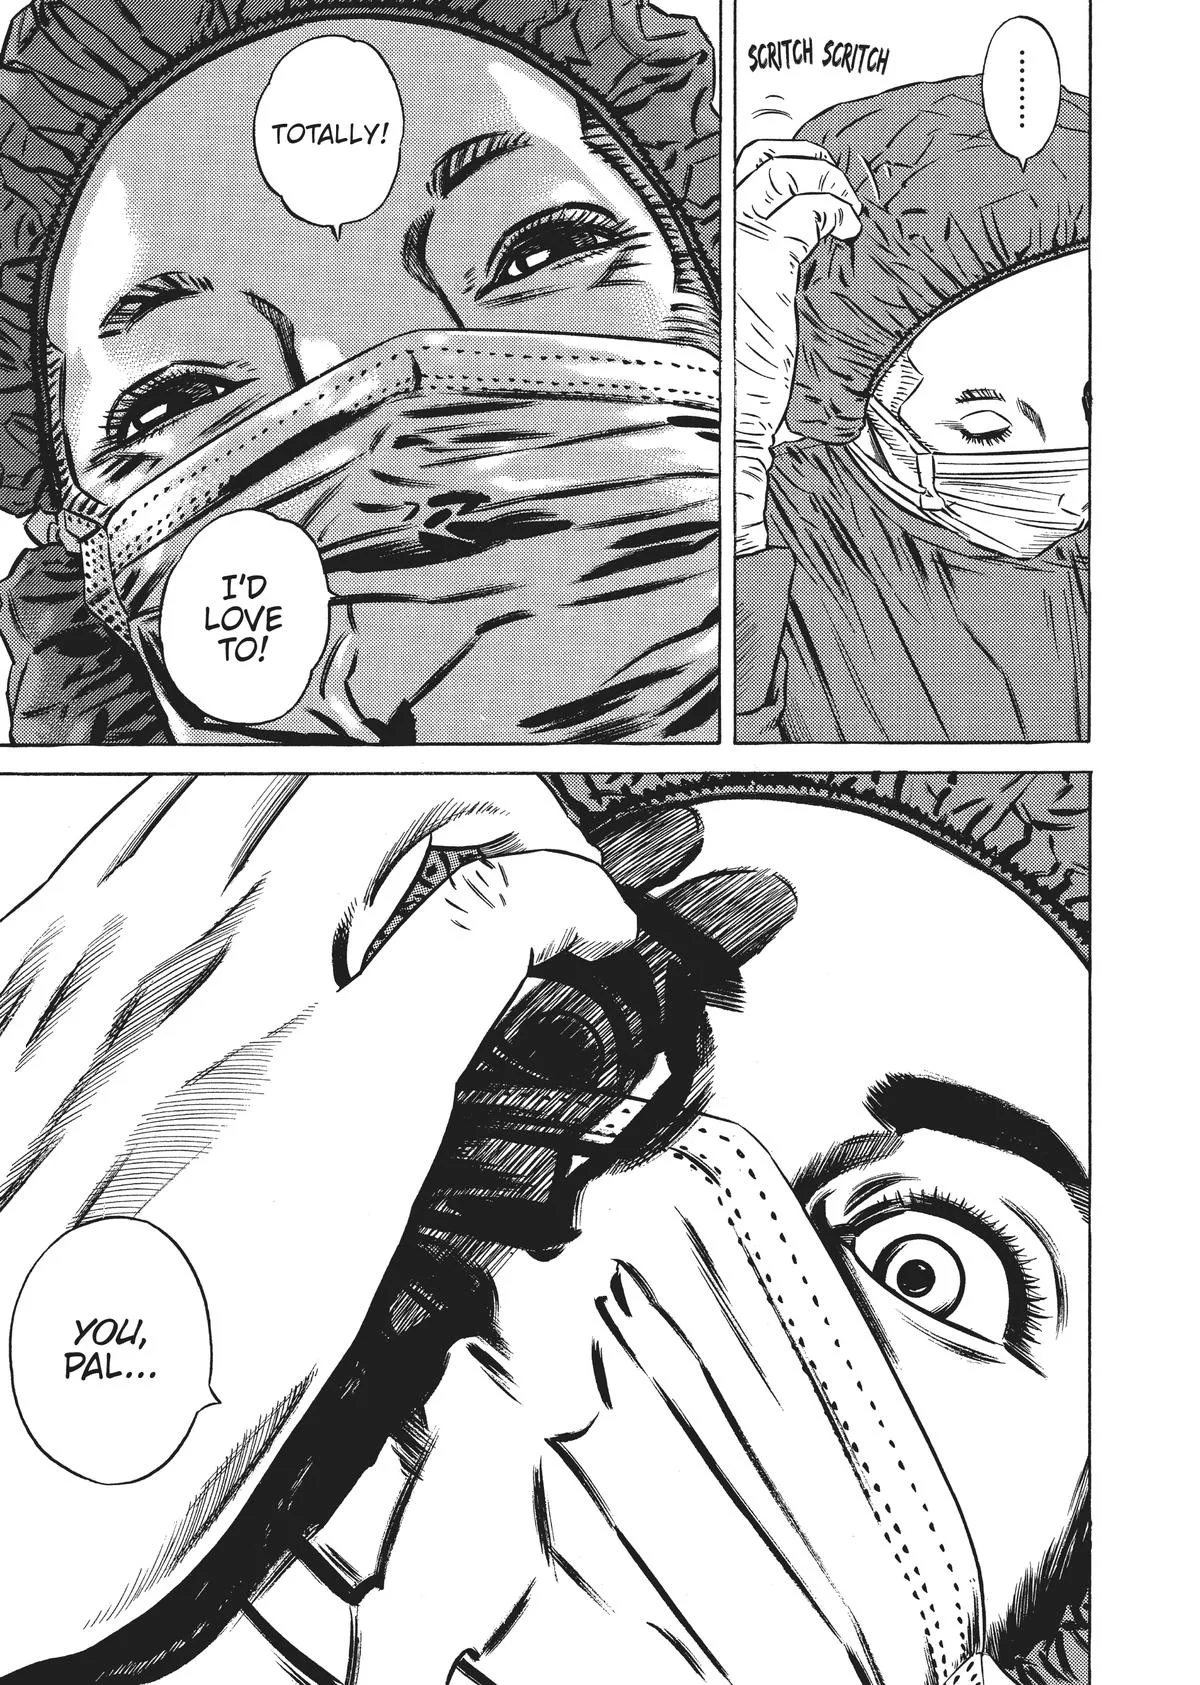 .........
SCRITCH SCRITCH
TOTALLY!
I'D
LOVE
TO!
YOU,
PAL...